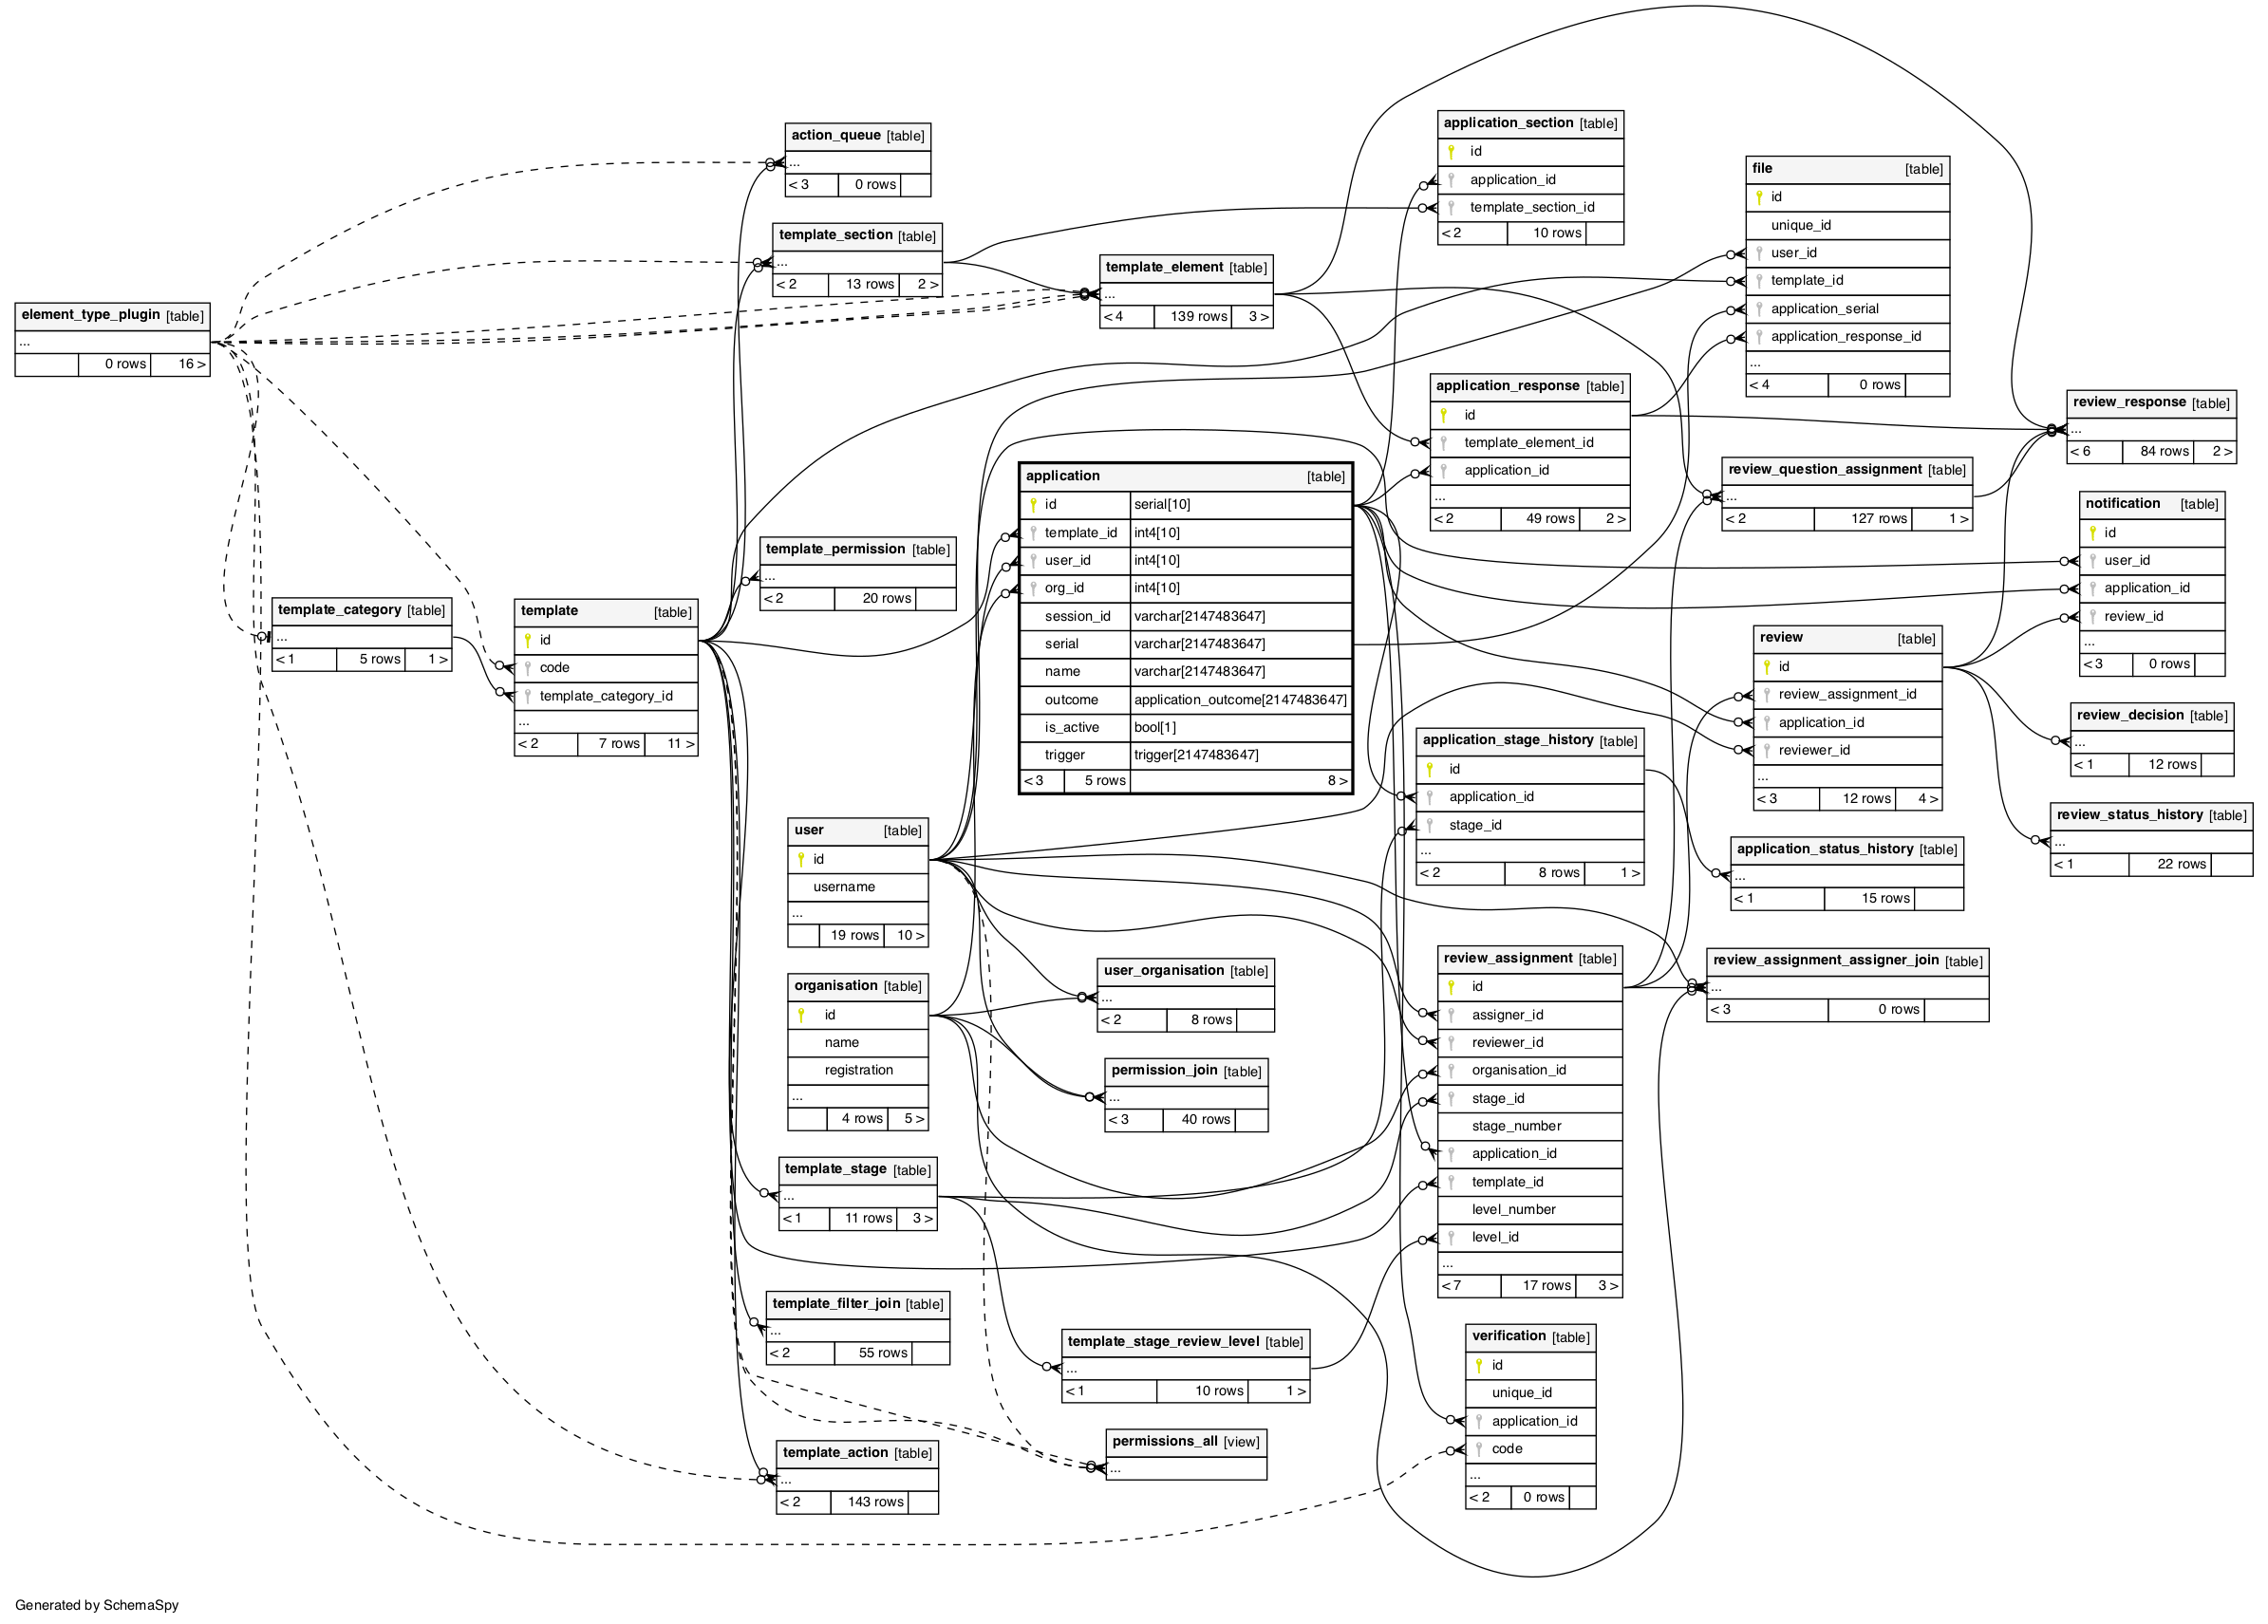 action_queue [table]
...
< 3 0 rows
template_section [table]
...
< 2 13 rows 2 >
element_type_plugin [table]
...
0 rows 16 >
template_element [table]
...
< 4 139 rows 3 >
application_section [table]
id
application_id
template_section_id
< 2 10 rows
file [table]
id
unique_id
user_id
template_id
application_serial
application_response_id
...
< 4 0 rows
application_response [table]
id
template_element_id
application_id
...
< 2 49 rows 2 >
review_response [table]
...
< 6 84 rows 2 >
review_question_assignment [table]
...
< 2 127 rows 1 >
notification [table]
id
user_id
application_id
review_id
...
< 3 0 rows
application [table]
id serial[10]
template_id int4[10]
user_id int4[10]
org_id int4[10]
session_id varchar[2147483647]
serial varchar[2147483647]
name varchar[2147483647]
outcome application_outcome[2147483647]
is_active bool[1]
trigger trigger[2147483647]
< 3 5 rows 8 >
template_permission [table]
...
< 2 20 rows
template_category [table]
...
< 1 5 rows 1 >
template [table]
id
code
template_category_id
...
< 2 7 rows 11 >
review [table]
id
review_assignment_id
application_id
reviewer_id
...
< 3 12 rows 4 >
review_decision [table]
...
< 1 12 rows
application_stage_history [table]
id
application_id
stage_id
...
< 2 8 rows 1 >
review_status_history [table]
...
< 1 22 rows
application_status_history [table]
...
< 1 15 rows
user [table]
id
username
...
19 rows 10 >
organisation [table]
id
name
registration
...
4 rows 5 >
user_organisation [table]
...
< 2 8 rows
permission_join [table]
...
< 3 40 rows
review_assignment [table]
id
assigner_id
reviewer_id
organisation_id
stage_id
stage_number
application_id
template_id
level_number
level_id
...
< 7 17 rows 3 >
review_assignment_assigner_join [table]
...
< 3 0 rows
template_stage [table]
...
< 1 11 rows 3 >
template_filter_join [table]
...
< 2 55 rows
template_stage_review_level [table]
...
< 1 10 rows 1 >
verification [table]
id
unique_id
application_id
code
...
< 2 0 rows
permissions_all [view]
...
template_action [table]
...
< 2 143 rows
Generated by SchemaSpy